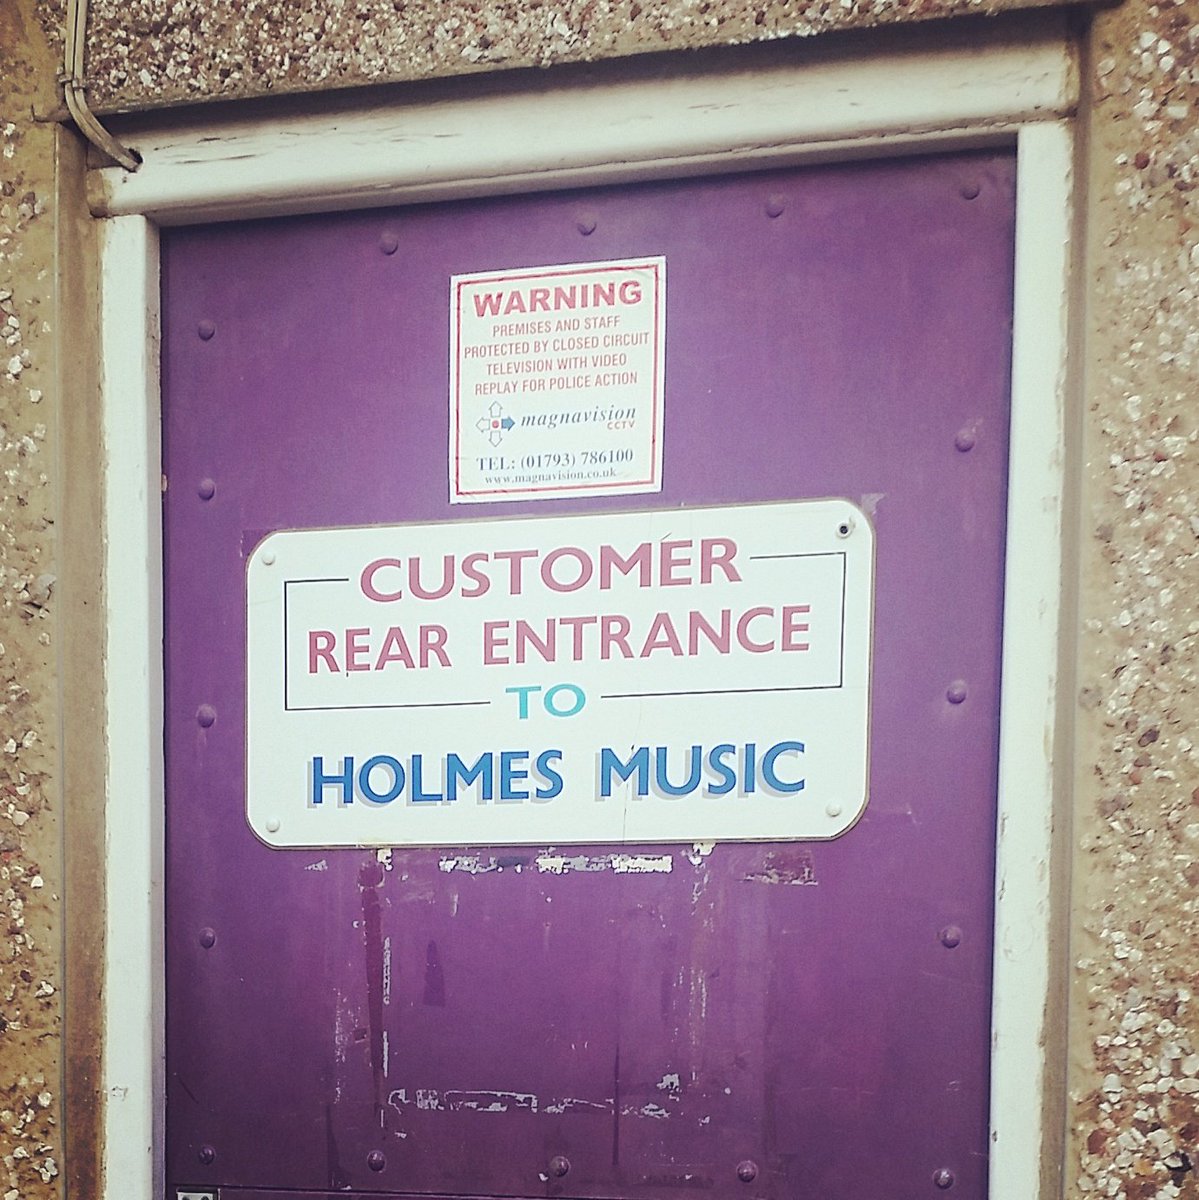 WARNING
PREMISES AND STAFF
PROTECTED BY CLOSED CIRCUIT
TELEVISION WITH VIDEO
REPLAY FOR POLICE ACTION
magnavision
CCTV
TEL: (01793) 786100
www.magnavision.co.uk
CUSTOMER
REAR ENTRANCE
TO
HOLMES MUSIC